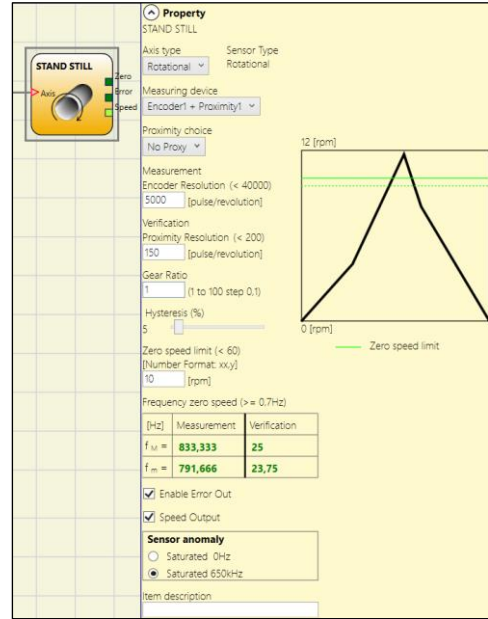 Property
STAND STILL
Axis type Sensor Type
Rotational Rotational
Measuring device
Encoder1 + Proximity1
Proximity choice
No Proxy
Measurement
Encoder Resolution (< 40000)
5000 [pulse/revolution]
Verification
Proximity Resolution (< 200)
150 [pulse/revolution]
Gear Ratio
1 (1 to 100 step 0,1)
Hysteresis (%)
5
Zero speed limit (< 60)
[Number Format: xx,y]
10 [rpm]
Frequency zero speed (>= 0.7Hz)
[Hz] Measurement Verification
f M = 833,333 25
f m = 791,666 23,75
Enable Error Out
Speed Output
Sensor anomaly
Saturated 0Hz
Saturated 650kHz
Item description
STAND STILL
Axis
Zero
Error
Speed
12 [rpm]
0 [rpm]
Zero speed limit